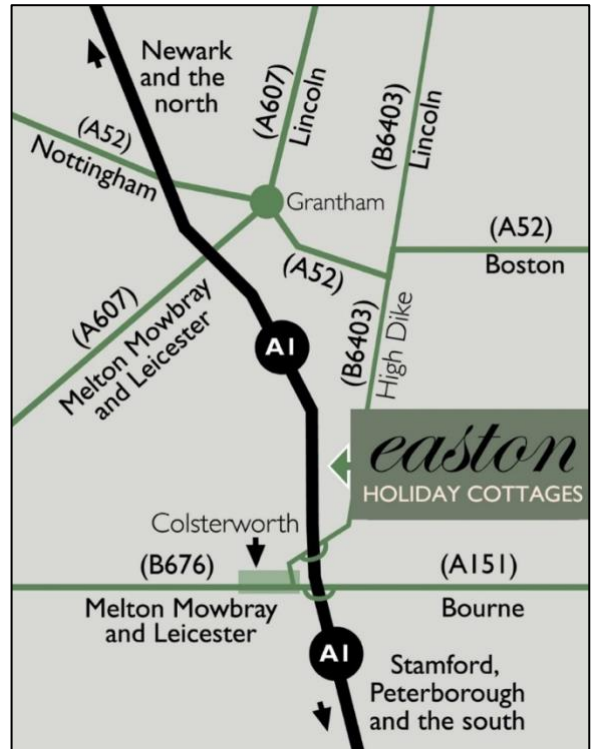 Newark
and the
north
(A607)
Lincoln
(B6403)
Lincoln
(A52)
Nottingham
Grantham
(A52)
Boston
(A52)
(A607)
Melton Mowbray
and Leicester
(B6403)
High Dike
A1
easton
HOLIDAY COTTAGES
Colsterworth
(B676)
Melton Mowbray
and Leicester
(A151)
Bourne
A1
Stamford,
Peterborough
and the south